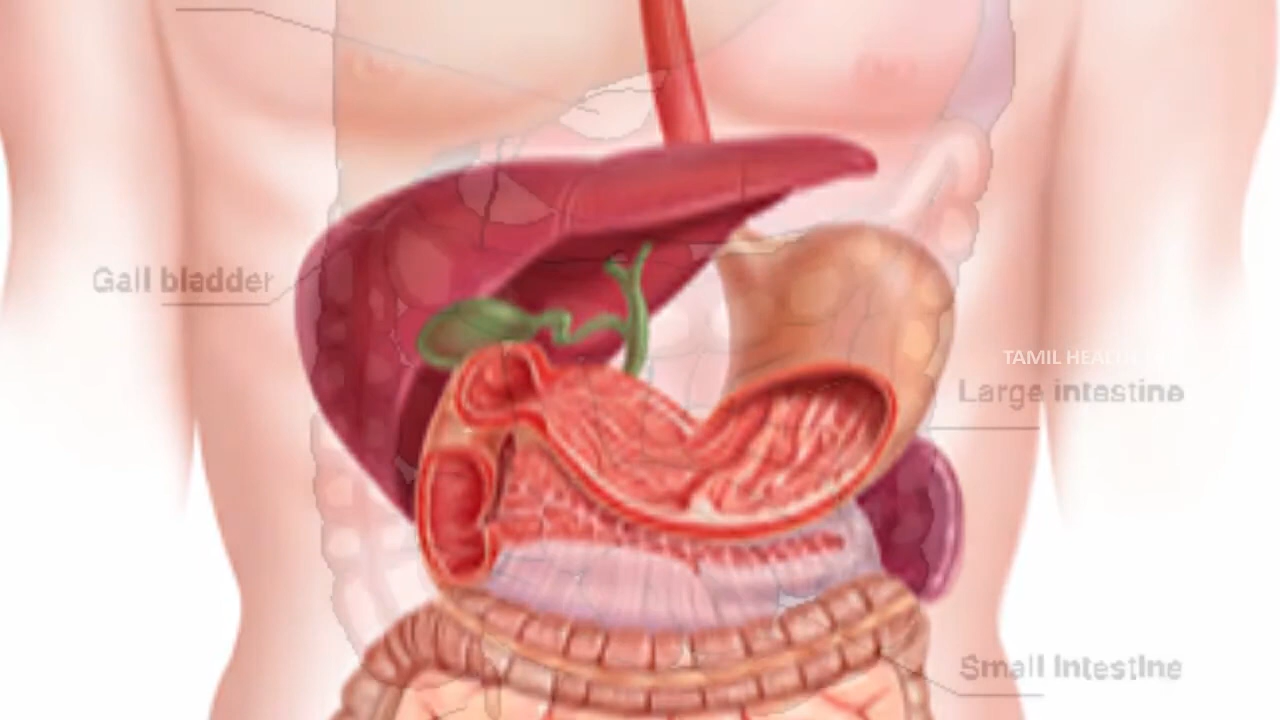 Gall bladder
TAMIL HEALTH
Large intestine
Small intestine